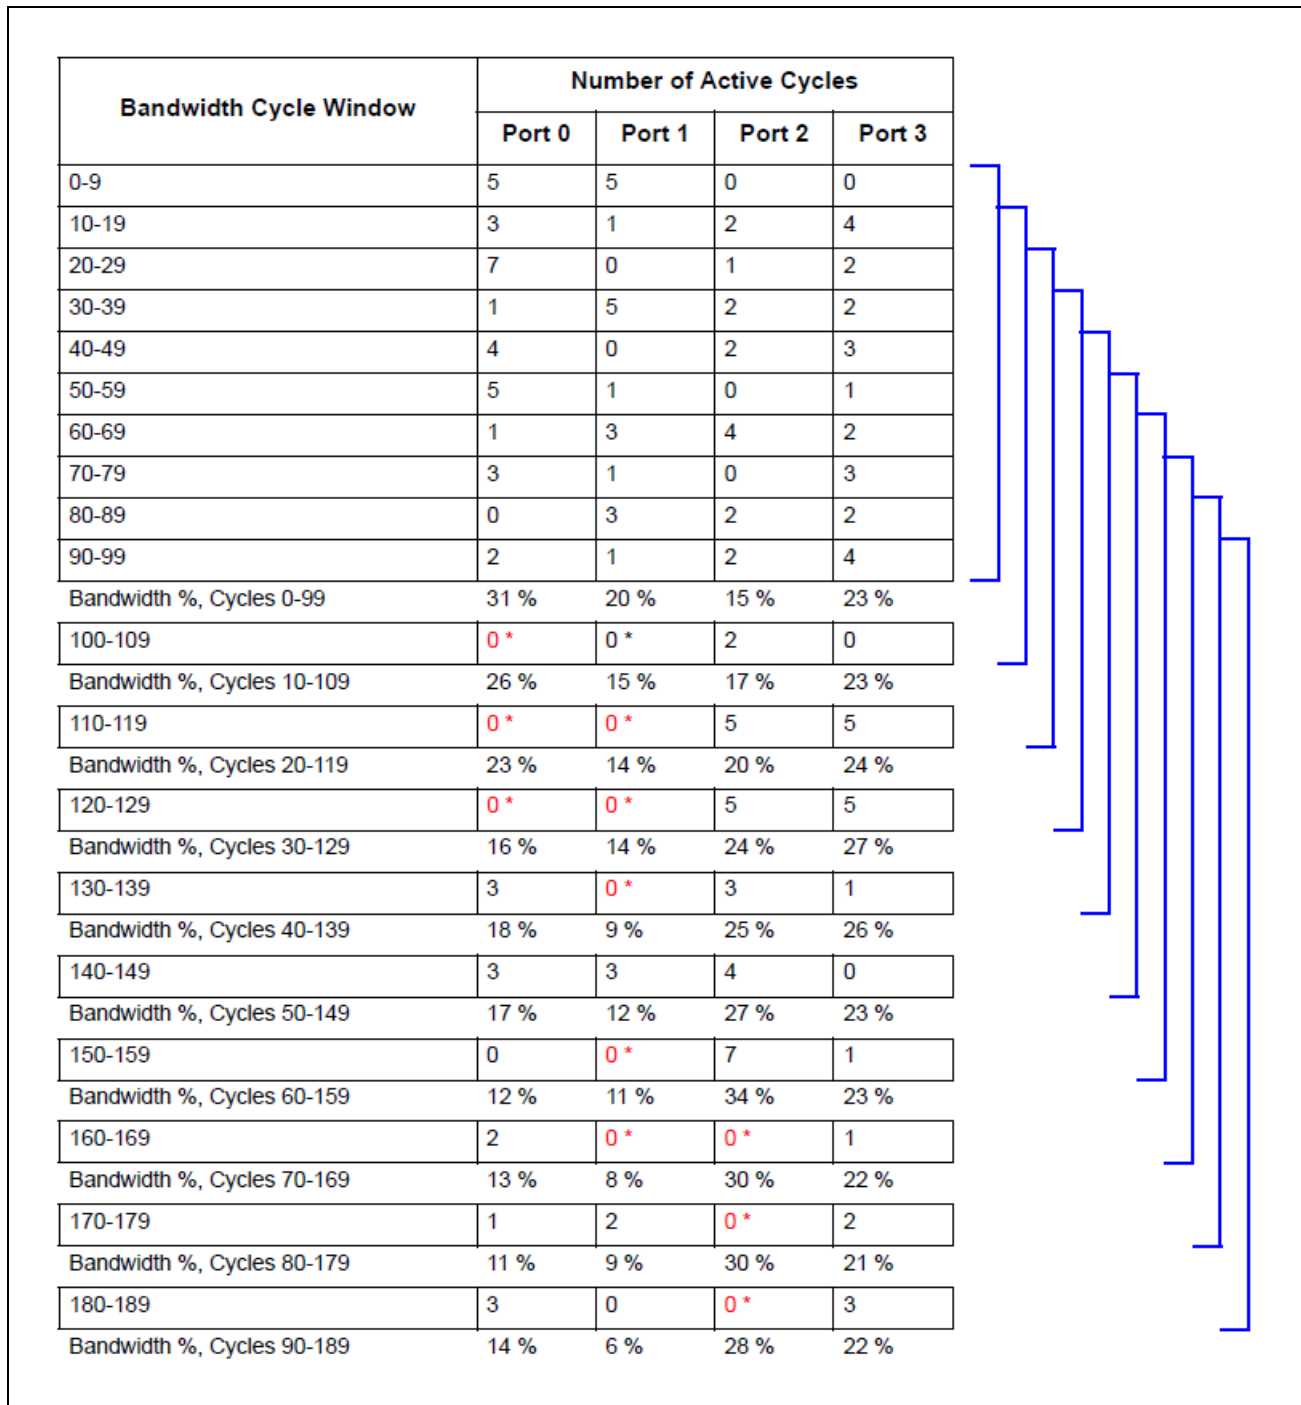 Bandwidth Cycle Window Number of Active Cycles
Port 0 Port 1 Port 2 Port 3
0-9 5 5 0 0
10-19 3 1 2 4
20-29 7 0 1 2
30-39 1 5 2 2
40-49 4 0 2 3
50-59 5 1 0 1
60-69 1 3 4 2
70-79 3 1 0 3
80-89 0 3 2 2
90-99 2 1 2 4
Bandwidth %, Cycles 0-99 31 % 20 % 15 % 23 %
100-109 0 * 0 * 2 0
Bandwidth %, Cycles 10-109 26 % 15 % 17 % 23 %
110-119 0 * 0 * 5 5
Bandwidth %, Cycles 20-119 23 % 14 % 20 % 24 %
120-129 0 * 0 * 5 5
Bandwidth %, Cycles 30-129 16 % 14 % 24 % 27 %
130-139 3 0 * 3 1
Bandwidth %, Cycles 40-139 18 % 9 % 25 % 26 %
140-149 3 3 4 0
Bandwidth %, Cycles 50-149 17 % 12 % 27 % 23 %
150-159 0 0 * 7 1
Bandwidth %, Cycles 60-159 12 % 11 % 34 % 23 %
160-169 2 0 * 0 * 1
Bandwidth %, Cycles 70-169 13 % 8 % 30 % 22 %
170-179 1 2 0 * 2
Bandwidth %, Cycles 80-179 11 % 9 % 30 % 21 %
180-189 3 0 0 * 3
Bandwidth %, Cycles 90-189 14 % 6 % 28 % 22 %